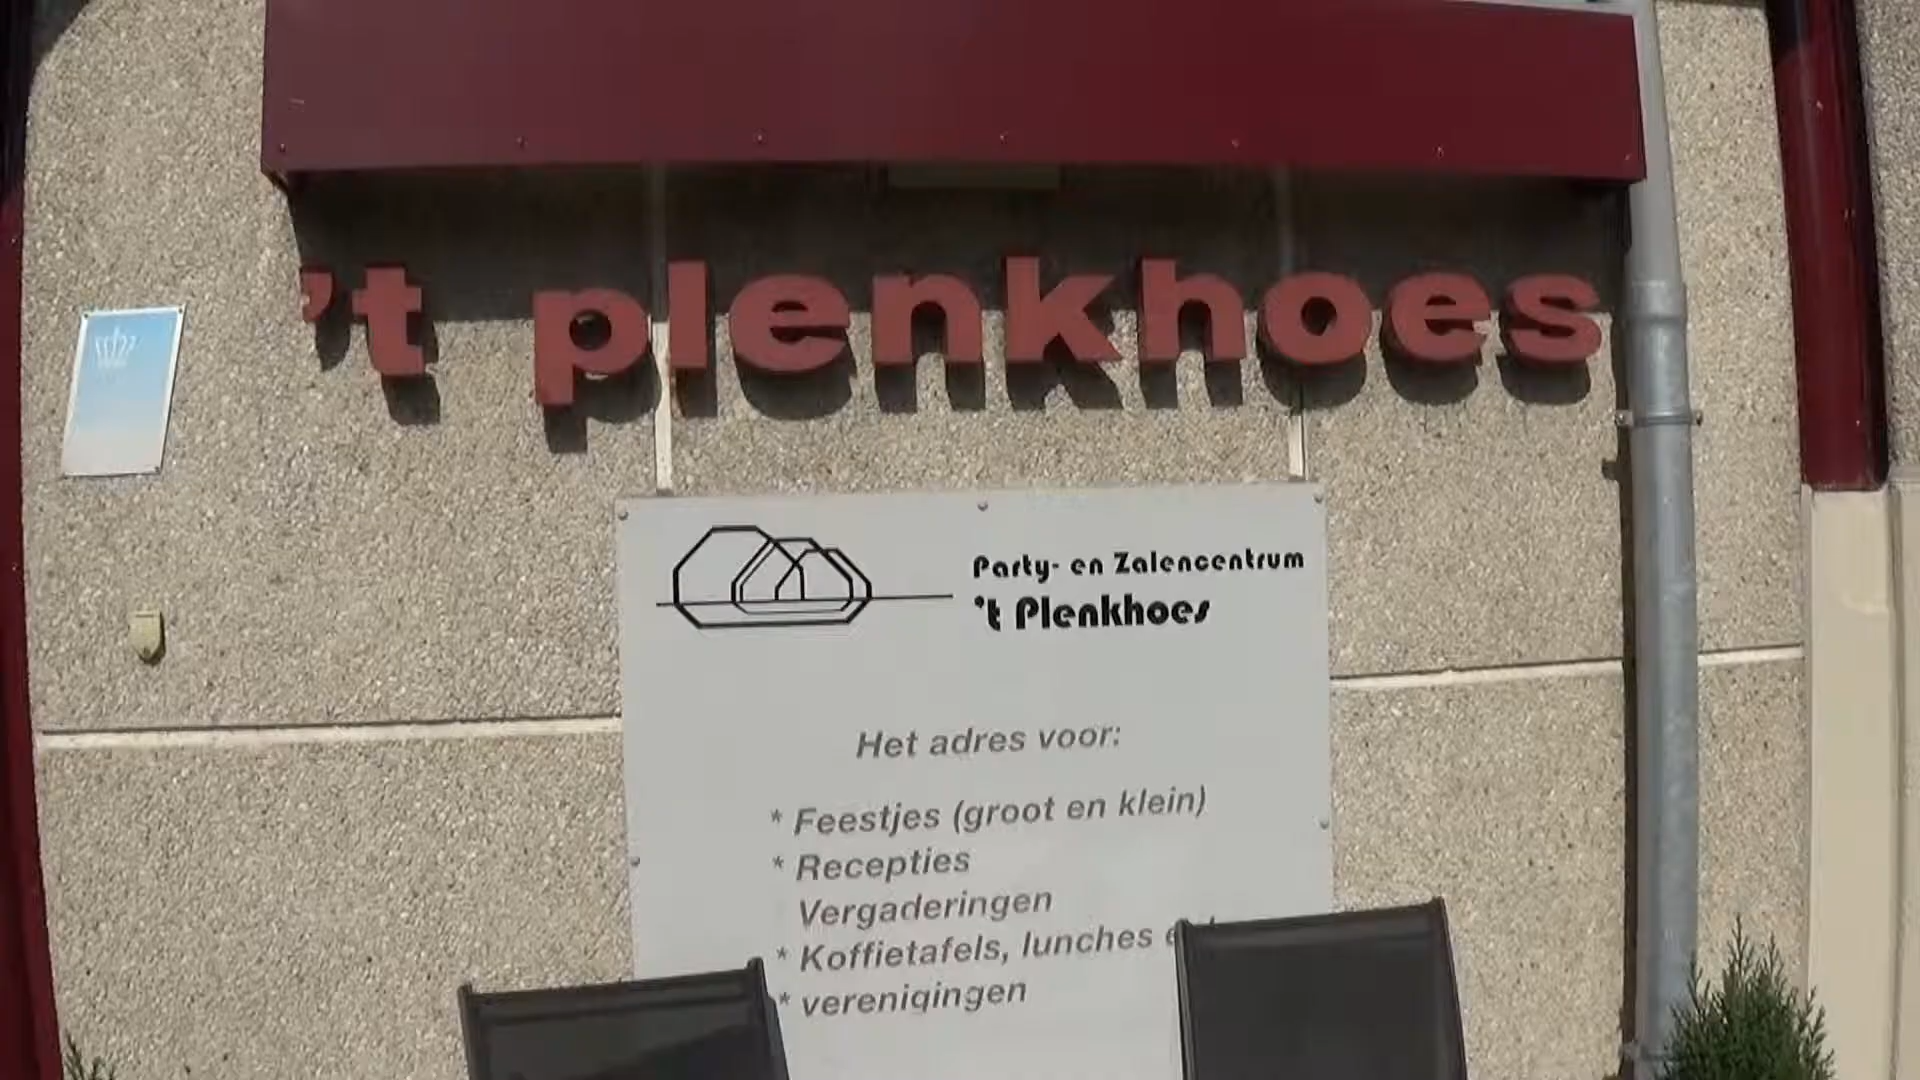 't plenkhoes
Party- en Zalencentrum
't Plenkhoes
Het adres voor:
* Feestjes (groot en klein)
* Recepties
Vergaderingen
* Koffietafels, lunches
* verenigingen